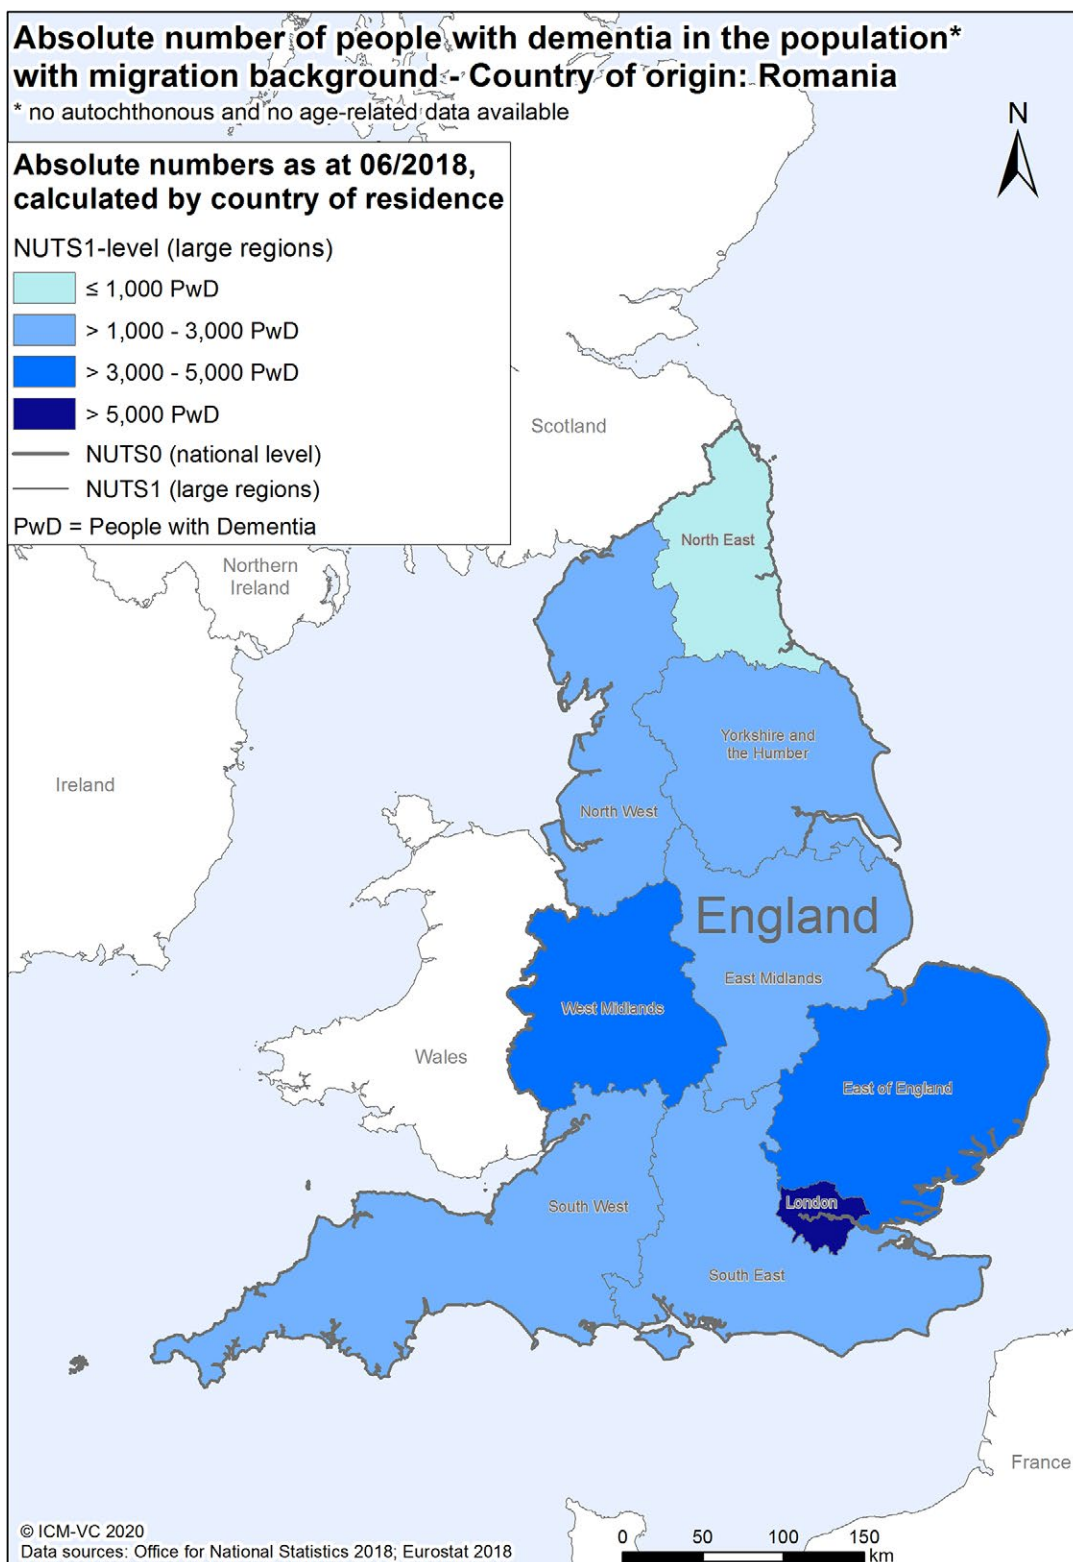 Absolute number of people with dementia in the population*
with migration background - Country of origin: Romania
* no autochthonous and no age-related data available
N
Absolute numbers as at 06/2018,
calculated by country of residence
NUTS1-level (large regions)
≤ 1,000 PwD
> 1,000 - 3,000 PwD
> 3,000 - 5,000 PwD
> 5,000 PwD
NUTS0 (national level)
NUTS1 (large regions)
PwD = People with Dementia
Scotland
North East
Northern
Ireland
Yorkshire and
the Humber
Ireland
North West
England
East Midlands
West Midlands
Wales
East of England
London
South West
South East
France
© ICM-VC 2020
Data sources: Office for National Statistics 2018; Eurostat 2018
0 50 100 150
km